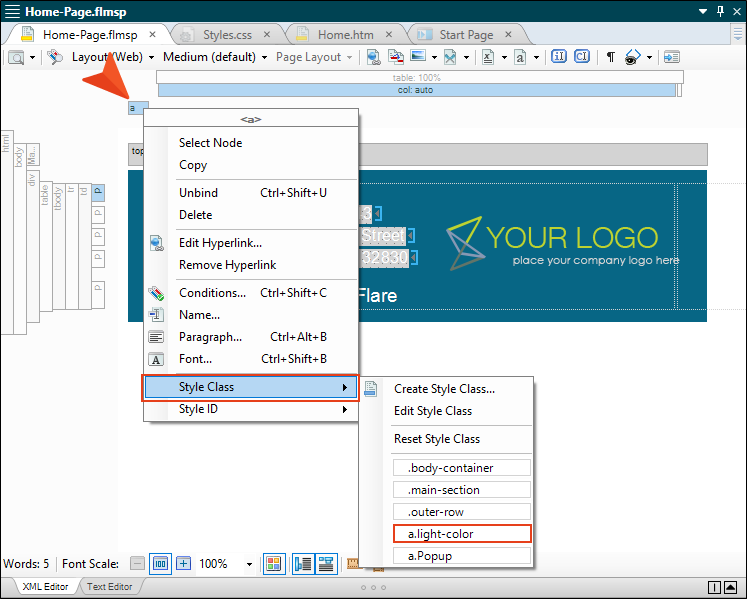 Home-Page.flmsp
Home-Page.flmsp Styles.css Home.htm Start Page
Layout (Web) Medium (default) Page Layout
table: 100%
col: auto
a
<a>
html
body
Ma...
div
table
tbody
tr
td
p
p
p
p
p
top
Select Node
Copy
Unbind Ctrl+Shift+U
Delete
Edit Hyperlink...
Remove Hyperlink
Conditions... Ctrl+Shift+C
Name...
Paragraph... Ctrl+Alt+B
Font... Ctrl+Shift+B
Style Class
Style ID
3
Street
32830
Flare
YOUR LOGO
place your company logo here
Create Style Class...
Edit Style Class
Reset Style Class
.body-container
.main-section
.outer-row
a.light-color
a.Popup
Words: 5 Font Scale: 100 100%
XML Editor Text Editor